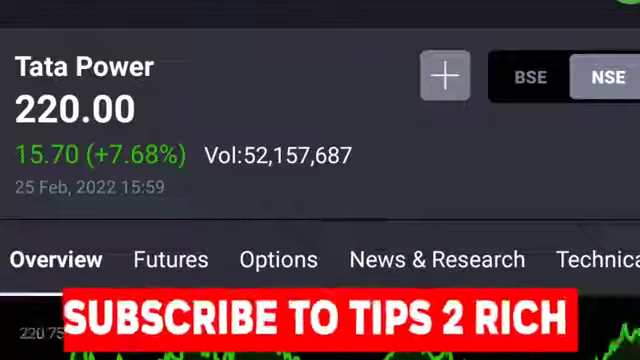 Tata Power
220.00
BSE NSE
15.70 (+7.68%) Vol:52,157,687
25 Feb, 2022 15:59
Overview Futures Options News & Research
SUBSCRIBE TO TIPS 2 RICH